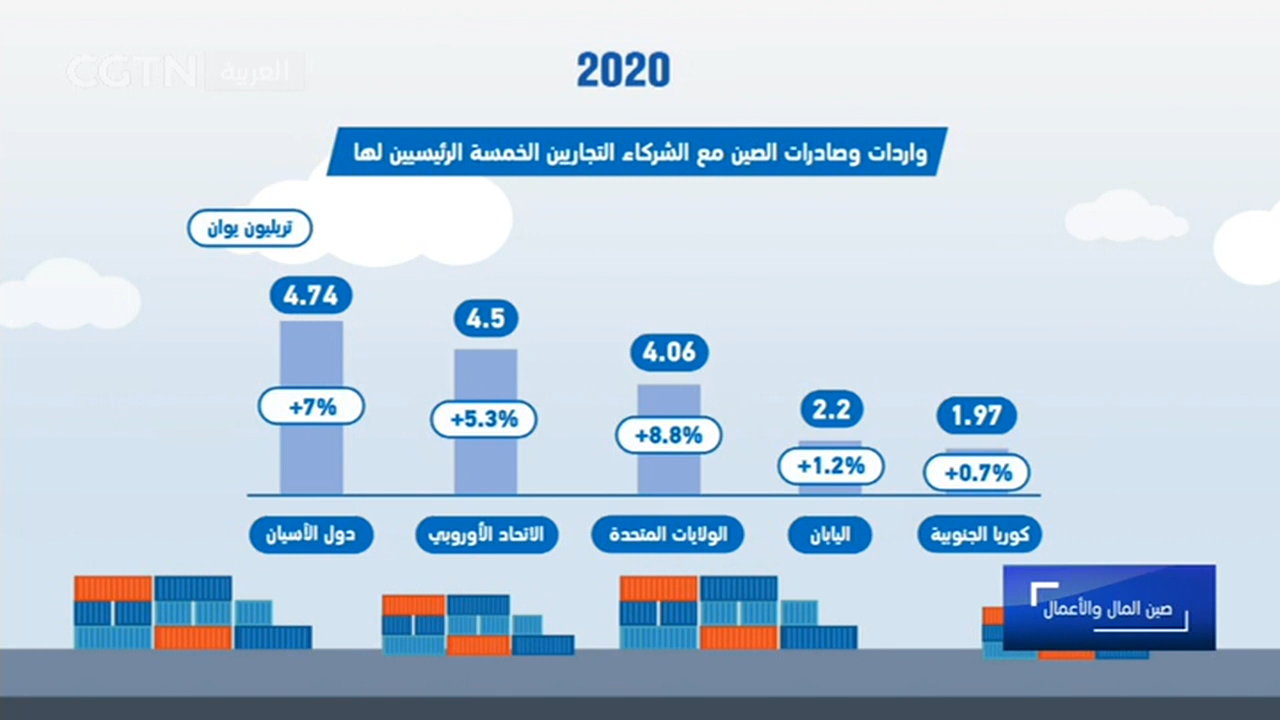 CGTN العربية
2020
واردات وصادرات الصين مع الشركاء التجاريين الخمسة الرئيسيين لها
تريليون يوان
4.74
4.5
4.06
2.2
1.97
+7%
+5.3%
+8.8%
+1.2%
+0.7%
دول الآسيان
الاتحاد الأوروبي
الولايات المتحدة
اليابان
كوريا الجنوبية
صين المال والأعمال